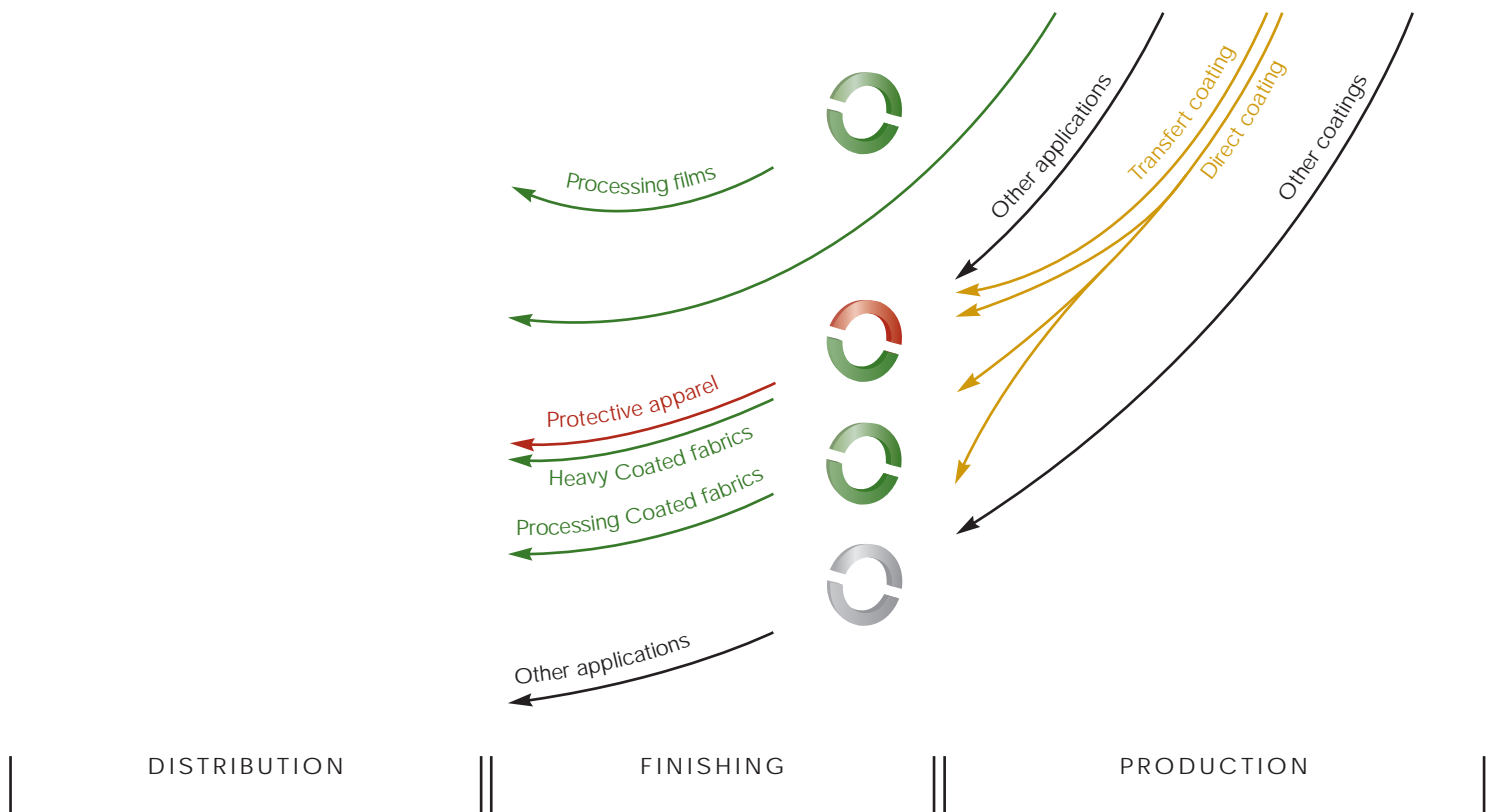 Processing films
Other applications
Transfert coating
Direct coating
Other coatings
Protective apparel
Heavy Coated fabrics
Processing Coated fabrics
Other applications
DISTRIBUTION
FINISHING
PRODUCTION